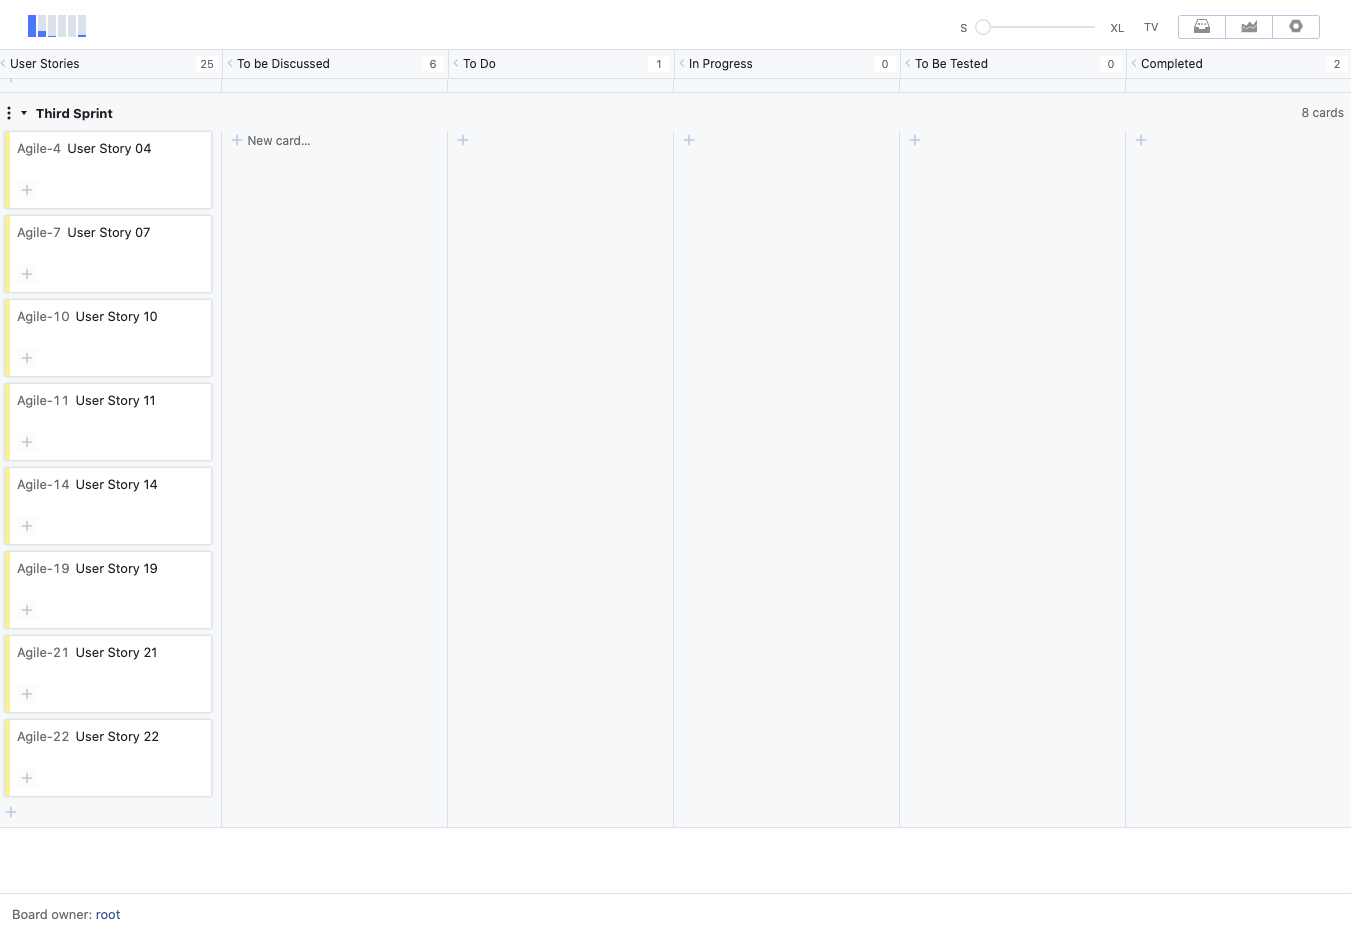 S XL TV
User Stories 25 To be Discussed 6 To Do 1 In Progress 0 To Be Tested 0 Completed 2
Third Sprint 8 cards
Agile-4 User Story 04
New card...
Agile-7 User Story 07
Agile-10 User Story 10
Agile-11 User Story 11
Agile-14 User Story 14
Agile-19 User Story 19
Agile-21 User Story 21
Agile-22 User Story 22
Board owner: root